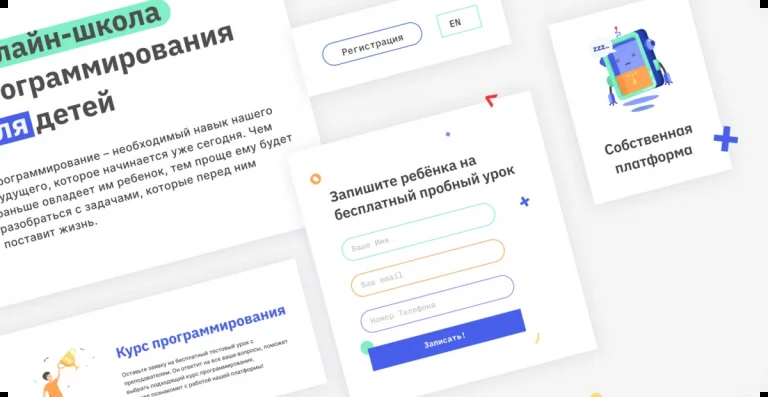 лайн-школа
ограммирования
ля детей
рограммирование – необходимый навык нашего
удущего, которое начинается уже сегодня. Чем
раньше овладеет им ребенок, тем проще ему будет
разобраться с задачами, которые перед ним
поставит жизнь.
Регистрация
EN
zzz..
Собственная
платформа
Запишите ребёнка на
бесплатный пробный урок
Ваше Имя
Ваш email
Номер Телефона
Записать!
Курс программирования
Оставьте заявку на бесплатный тестовый урок с
преподавателем. Он ответит на все ваши вопросы, поможет
выбрать подходящий курс программирования,
познакомит с работой нашей платформы!